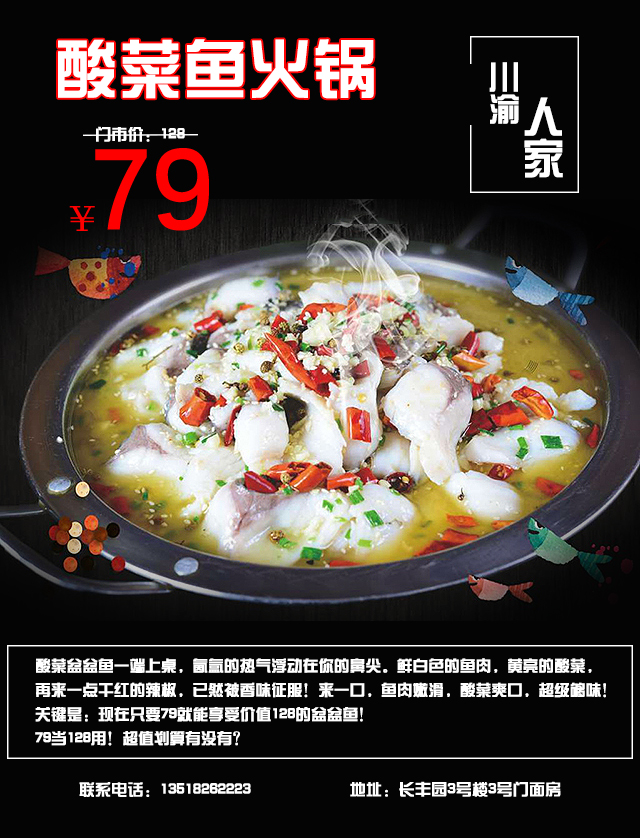 酸菜鱼火锅
川渝
人家
门市价：128
¥79
酸菜盆盆鱼一端上桌，氤氲的热气浮动在你的鼻尖。鲜白色的鱼肉，黄亮的酸菜，
再来一点干红的辣椒，已然被香味征服！来一口，鱼肉嫩滑，酸菜爽口，超级鲜味！
关键是：现在只要79就能享受价值128的盆盆鱼！
79当128用！超值划算有没有？
联系电话：13518262223
地址：长丰园3号楼3号门面房